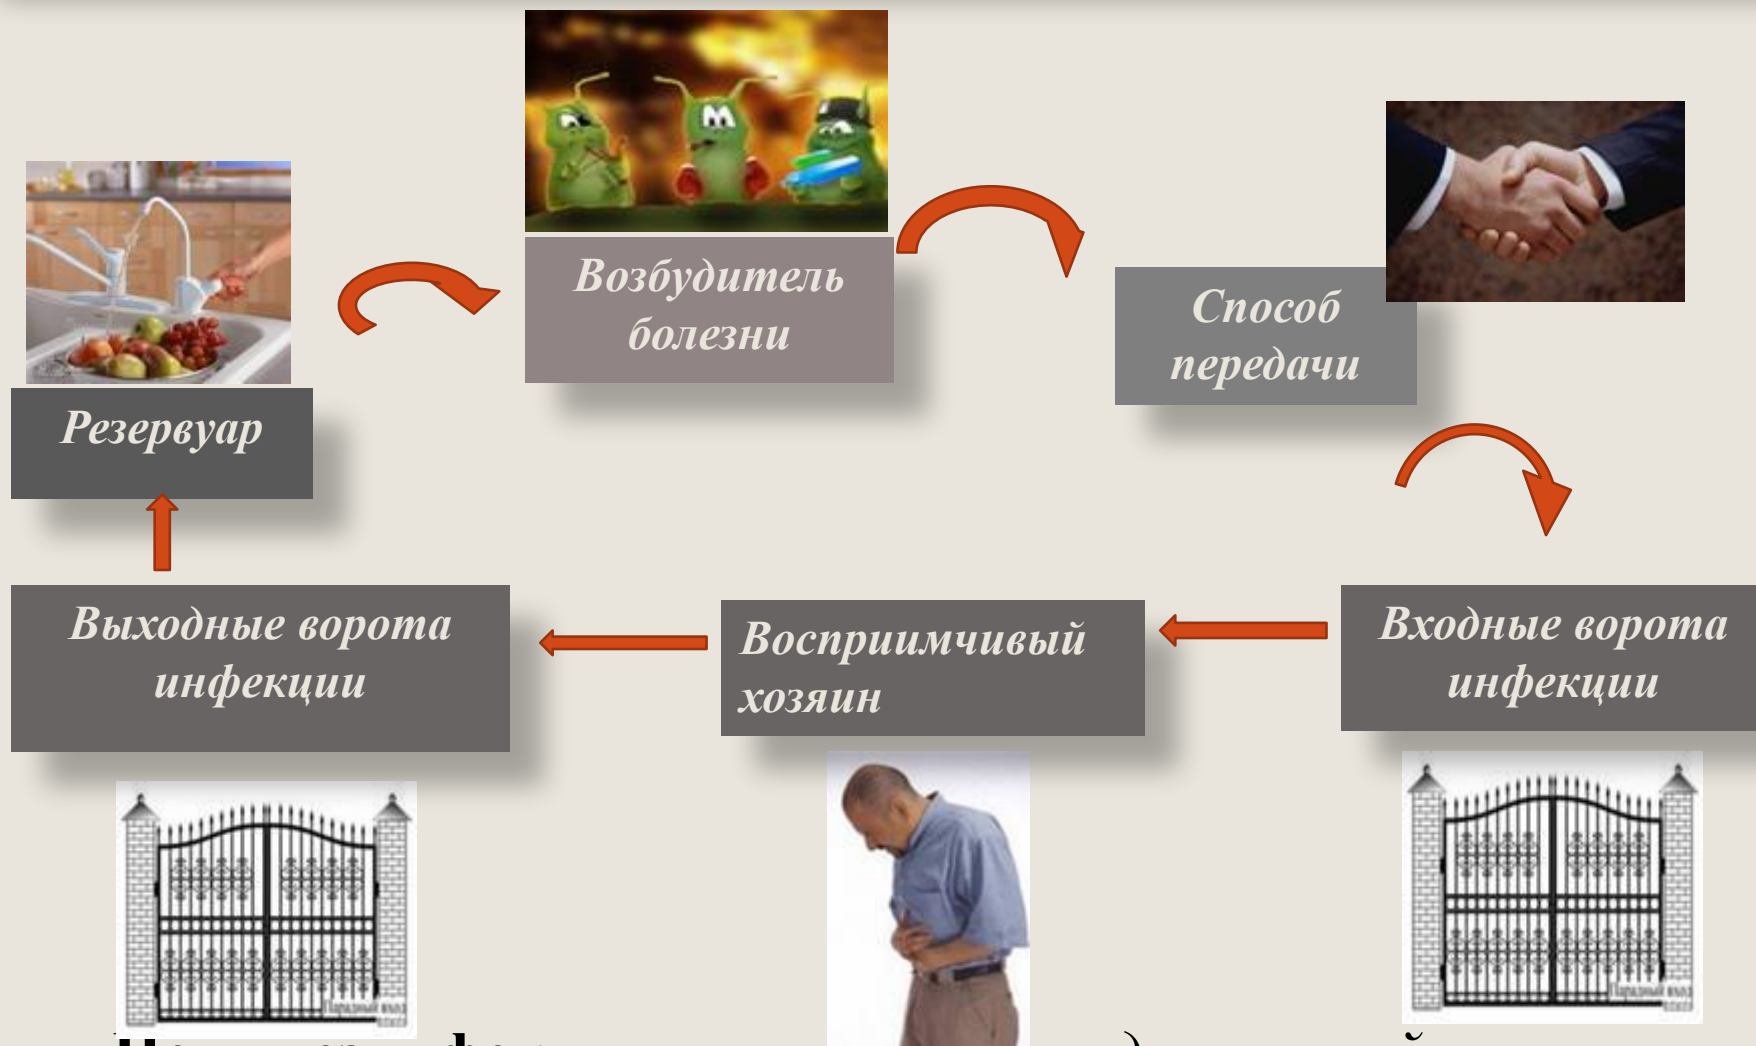 Возбудитель
болезни
Способ
передачи
Резервуар
Выходные ворота
инфекции
Восприимчивый
хозяин
Входные ворота
инфекции